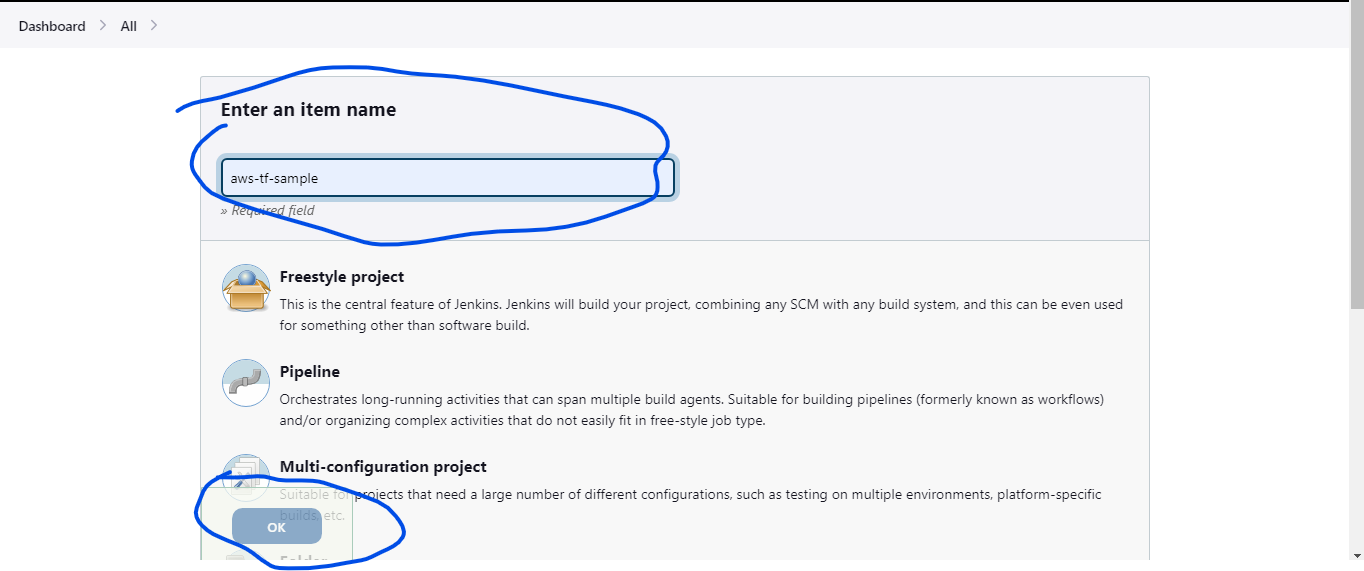 Dashboard > All >
Enter an item name
aws-tf-sample
» Required field
Freestyle project
This is the central feature of Jenkins. Jenkins will build your project, combining any SCM with any build system, and this can be even used
for something other than software build.
Pipeline
Orchestrates long-running activities that can span multiple build agents. Suitable for building pipelines (formerly known as workflows)
and/or organizing complex activities that do not easily fit in free-style job type.
Multi-configuration project
Suitable for projects that need a large number of different configurations, such as testing on multiple environments, platform-specific
builds, etc.
OK
Folder